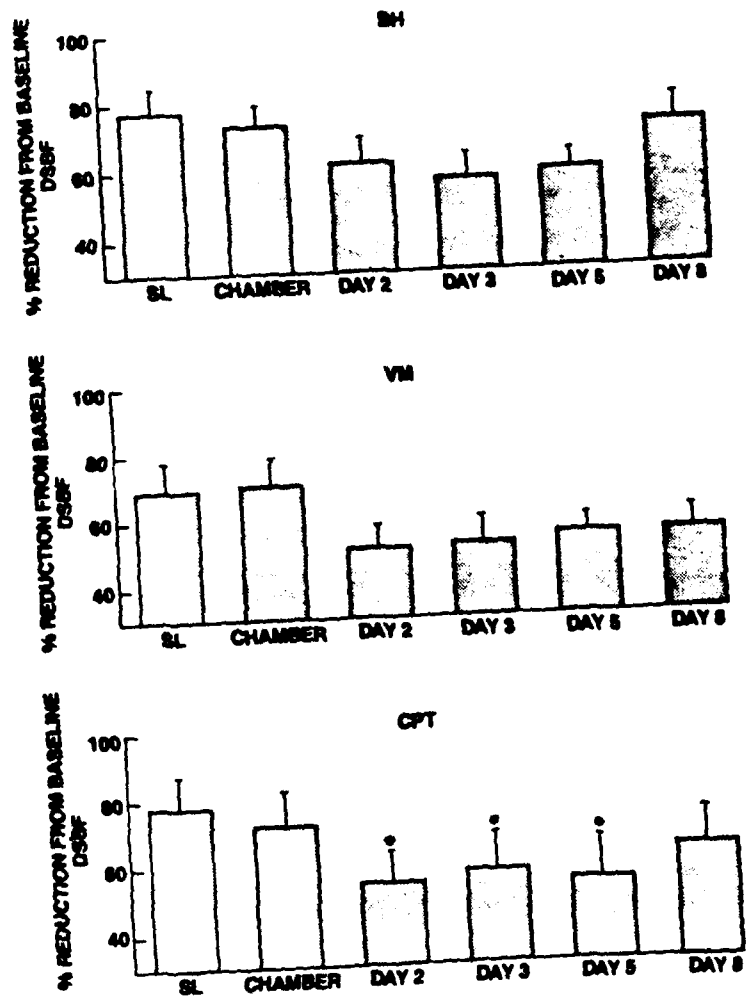 BH
% REDUCTION FROM BASELINE
DSBF
100
80
60
40
SL CHAMBER DAY 2 DAY 3 DAY 5 DAY 8
VM
% REDUCTION FROM BASELINE
DSBF
100
80
60
40
SL CHAMBER DAY 2 DAY 3 DAY 5 DAY 8
CPT
% REDUCTION FROM BASELINE
DSBF
100
80
60
40
SL CHAMBER DAY 2 DAY 3 DAY 5 DAY 8